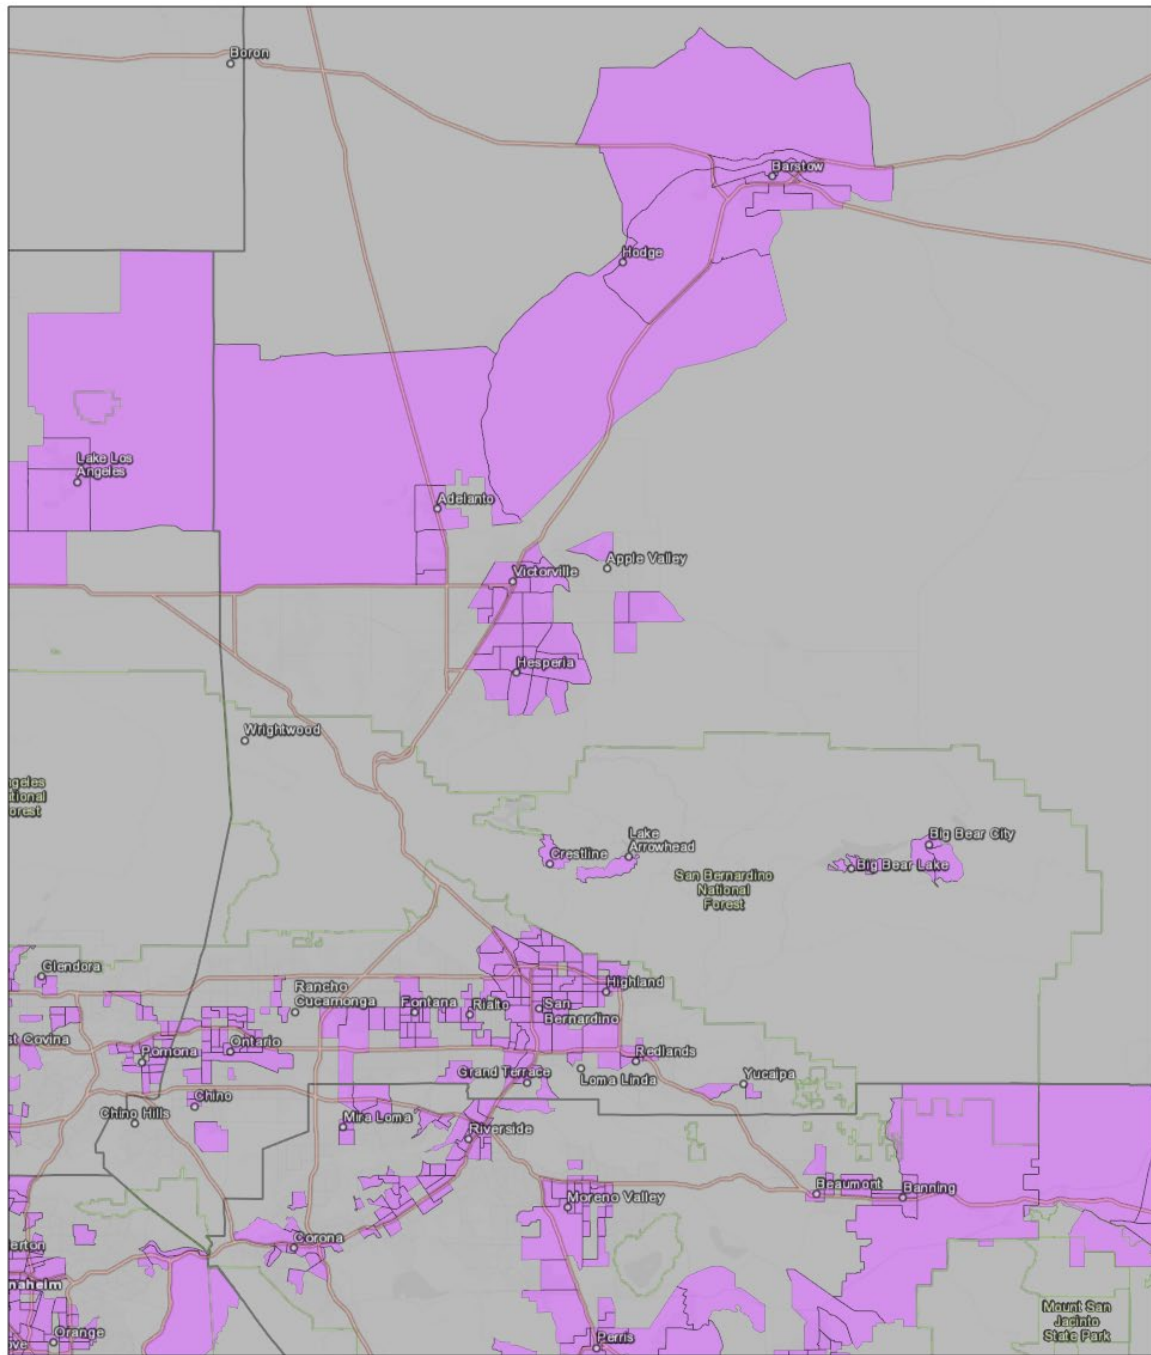 Boron
Barstow
Hodge
Lake Los
Angeles
Adelanto
Apple Valley
Victorville
Hesperia
Wrightwood
ngeles
ational
orest
Lake
Arrowhead
Crestline
Big Bear City
Big Bear Lake
San Bernardino
National
Forest
Glendora
Rancho
Cucamonga
Fontana
Rialto
Highland
San
Bernardino
st Covina
Pomona
Ontario
Redlands
Grand Terrace
Loma Linda
Yucaipa
Chino
Chino Hills
Mira Loma
Riverside
Moreno Valley
Beaumont
Banning
lerton
Corona
naheim
Orange
ove
Perris
Mount San
Jacinto
State Park